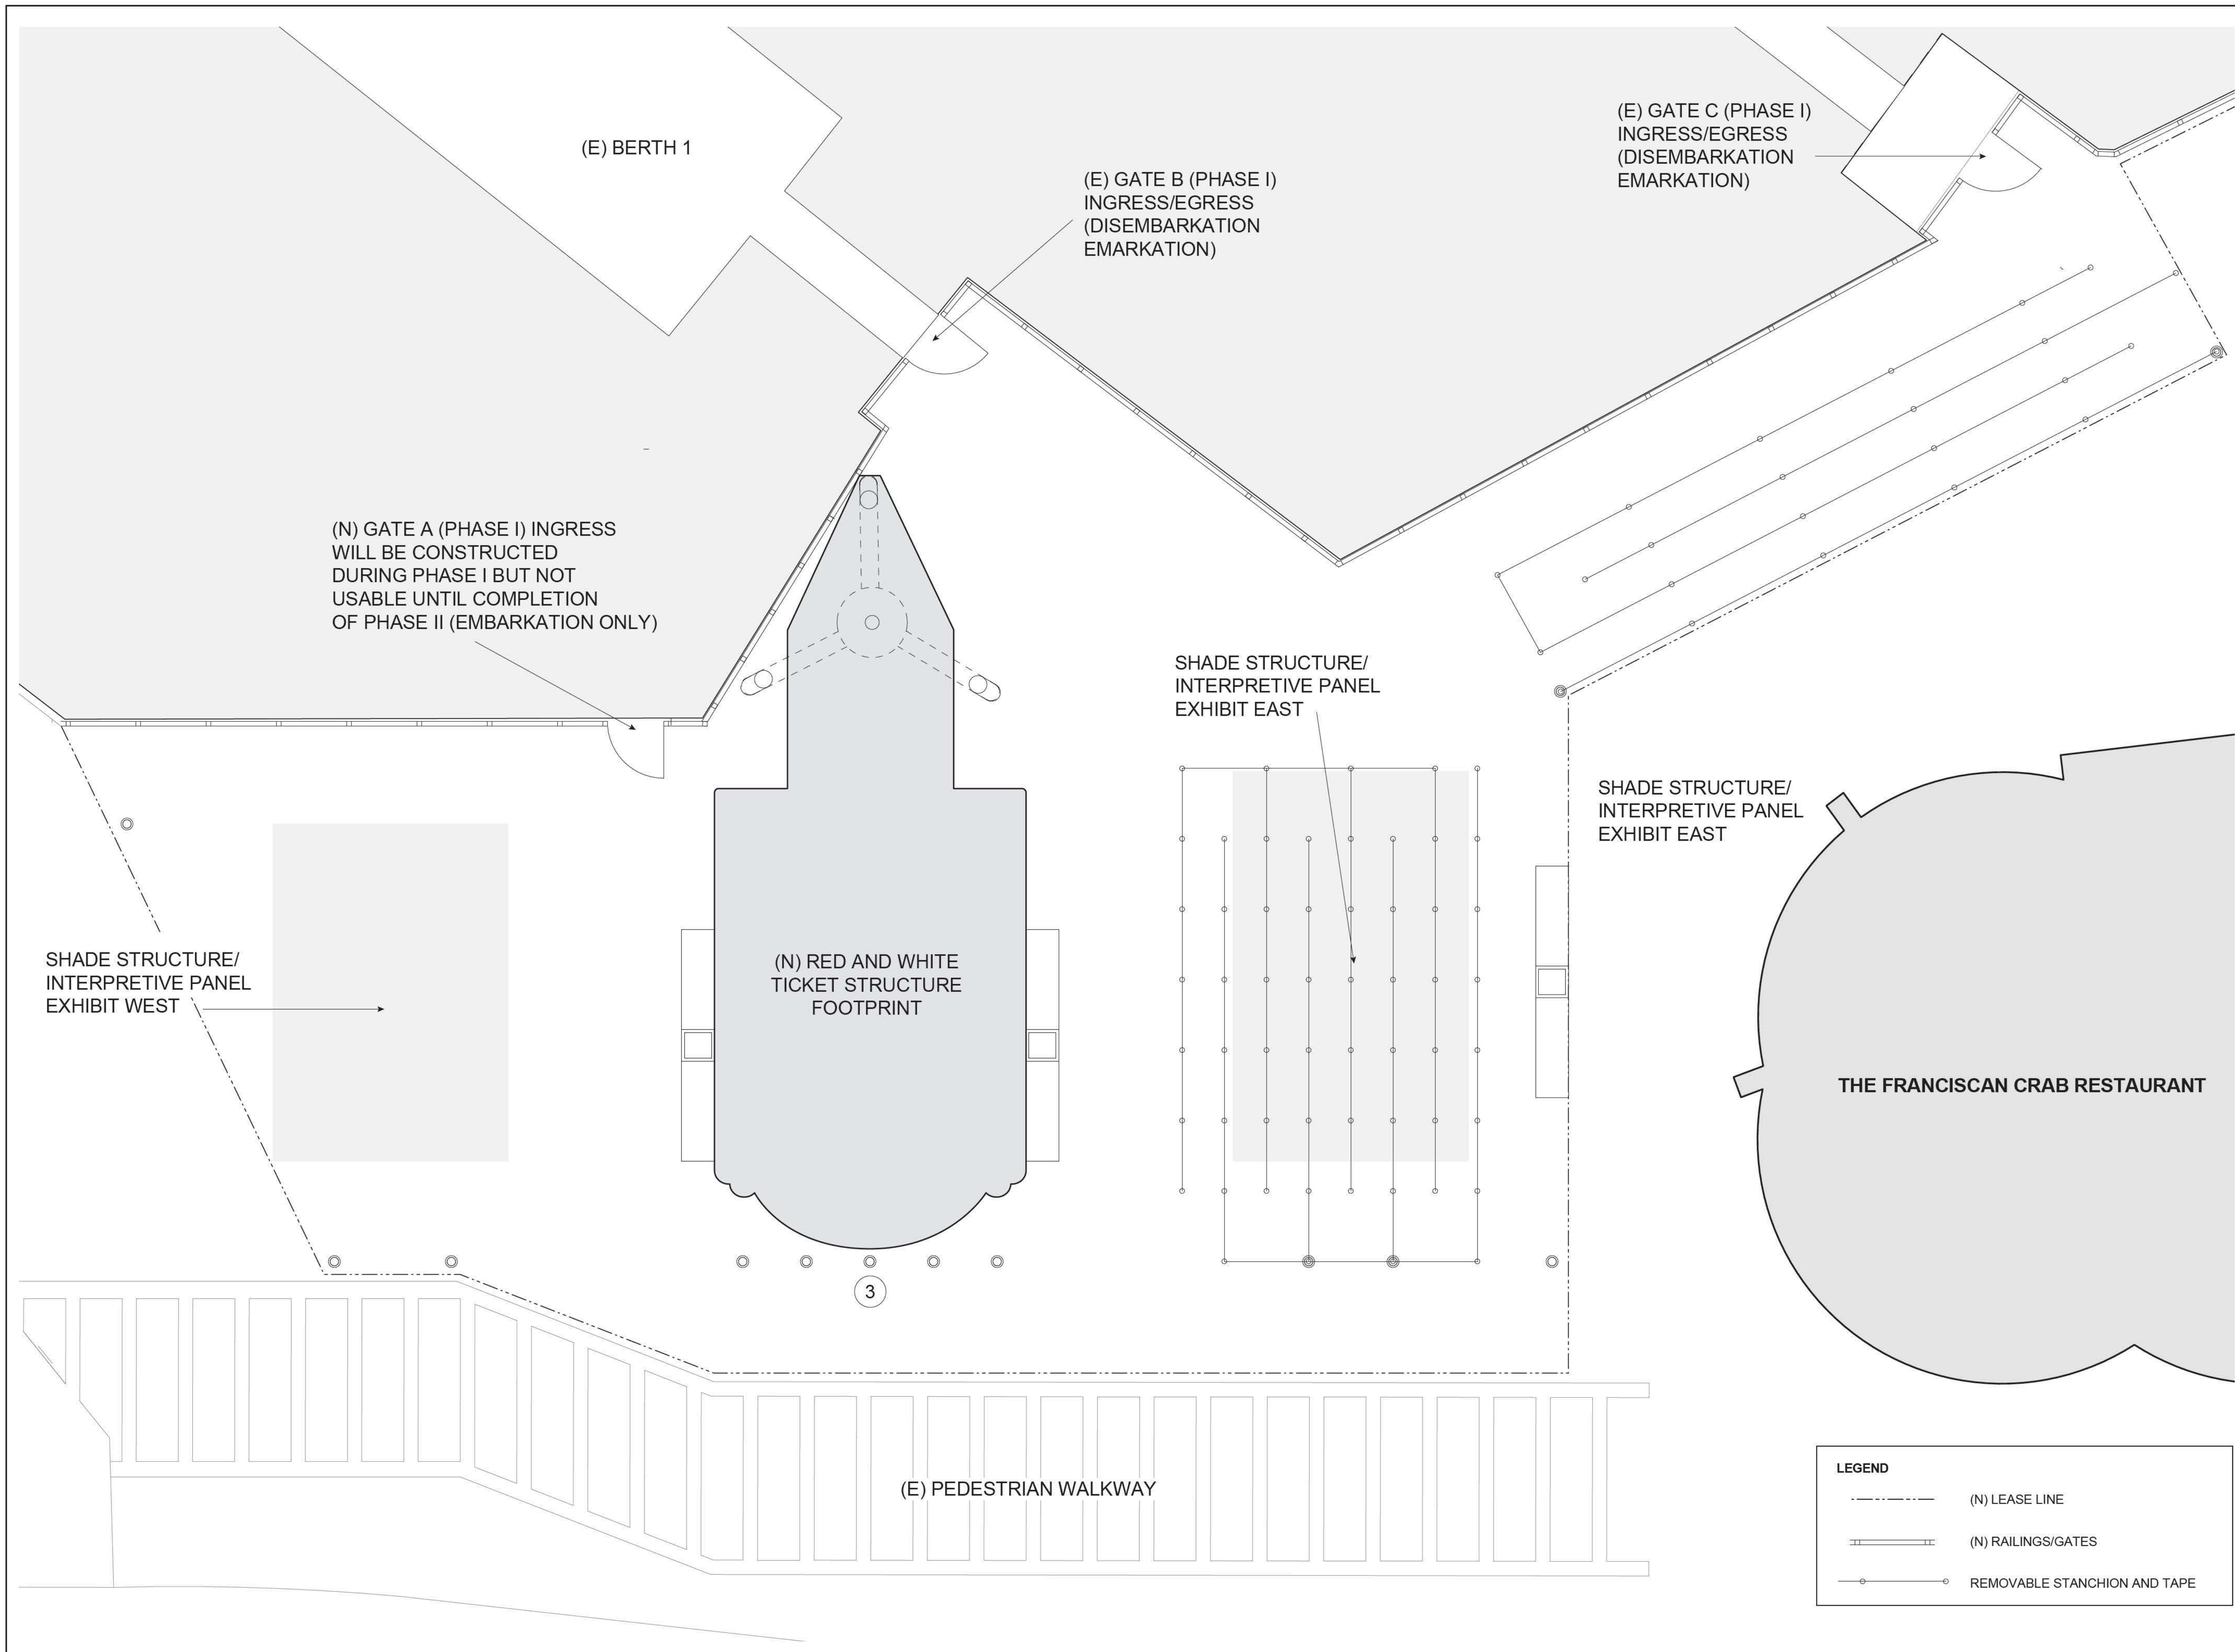 (E) BERTH 1
(E) GATE B (PHASE I)
INGRESS/EGRESS
(DISEMBARKATION
EMARKATION)
(E) GATE C (PHASE I)
INGRESS/EGRESS
(DISEMBARKATION
EMARKATION)
(N) GATE A (PHASE I) INGRESS
WILL BE CONSTRUCTED
DURING PHASE I BUT NOT
USABLE UNTIL COMPLETION
OF PHASE II (EMBARKATION ONLY)
SHADE STRUCTURE/
INTERPRETIVE PANEL
EXHIBIT EAST
SHADE STRUCTURE/
INTERPRETIVE PANEL
EXHIBIT EAST
SHADE STRUCTURE/
INTERPRETIVE PANEL
EXHIBIT WEST
(N) RED AND WHITE
TICKET STRUCTURE
FOOTPRINT
THE FRANCISCAN CRAB RESTAURANT
3
(E) PEDESTRIAN WALKWAY
LEGEND
(N) LEASE LINE
(N) RAILINGS/GATES
REMOVABLE STANCHION AND TAPE